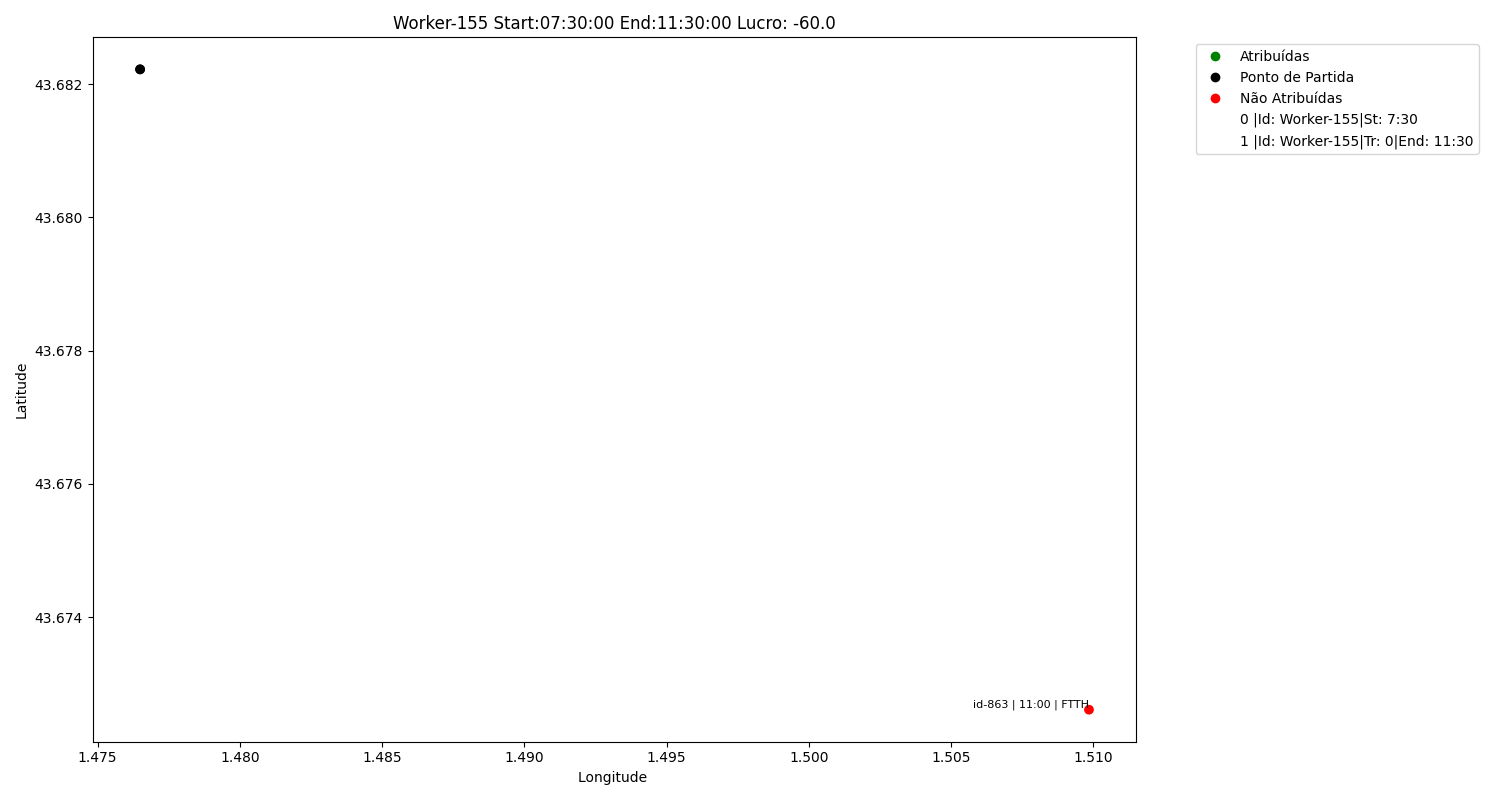 Worker-155 Start:07:30:00 End:11:30:00 Lucro: -60.0
Atribuídas
Ponto de Partida
Não Atribuídas
0 |Id: Worker-155|St: 7:30
1 |Id: Worker-155|Tr: 0|End: 11:30
Latitude
43.682
43.680
43.678
43.676
43.674
id-863 | 11:00 | FTTH
1.475 1.480 1.485 1.490 1.495 1.500 1.505 1.510
Longitude